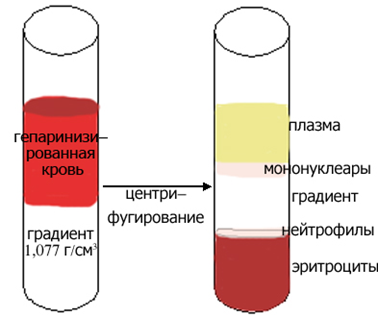 гепаринизи–
рованная
кровь
градиент
1,077 г/см³
центри–
фугирование
плазма
мононуклеары
градиент
нейтрофилы
эритроциты